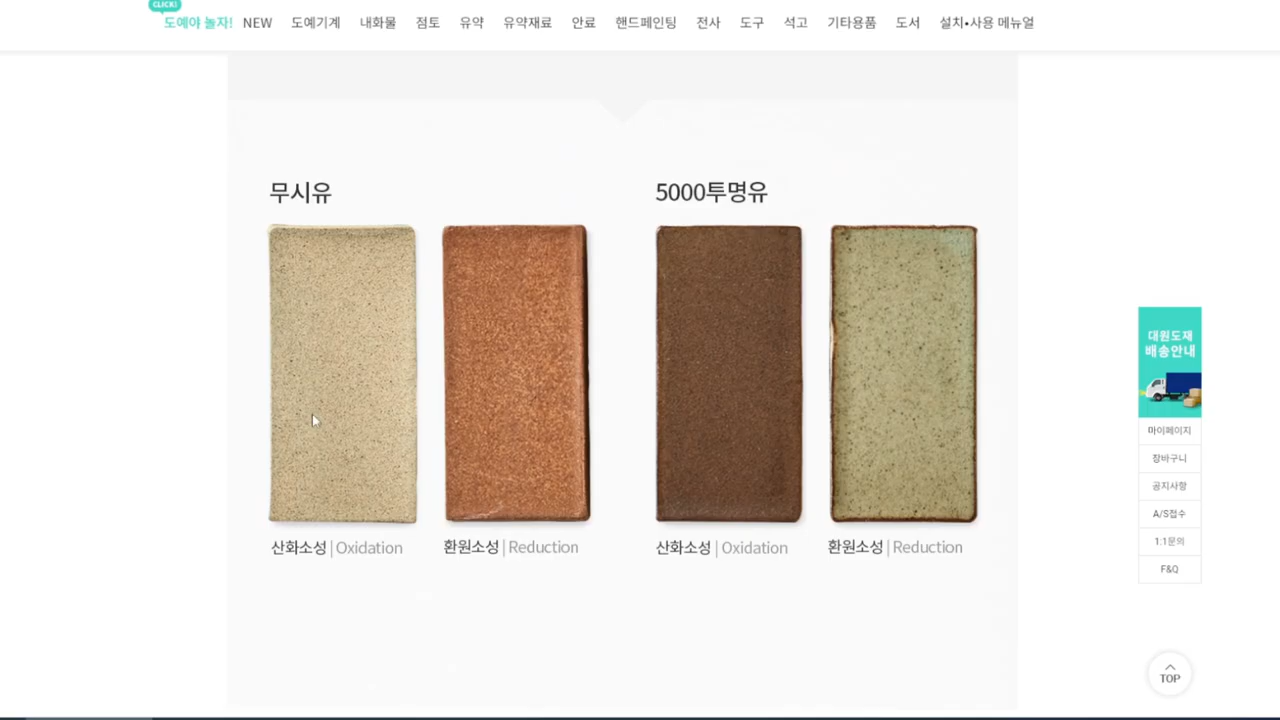 CLICK!
도예야 놀자! NEW 도예기계 내화물 점토 유약 유약재료 안료 핸드페인팅 전사 도구 석고 기타용품 도서 설치•사용 메뉴얼
무시유 5000투명유
산화소성 | Oxidation 환원소성 | Reduction 산화소성 | Oxidation 환원소성 | Reduction
대원도재
배송안내
마이페이지
장바구니
공지사항
A/S접수
1:1문의
F&Q
TOP